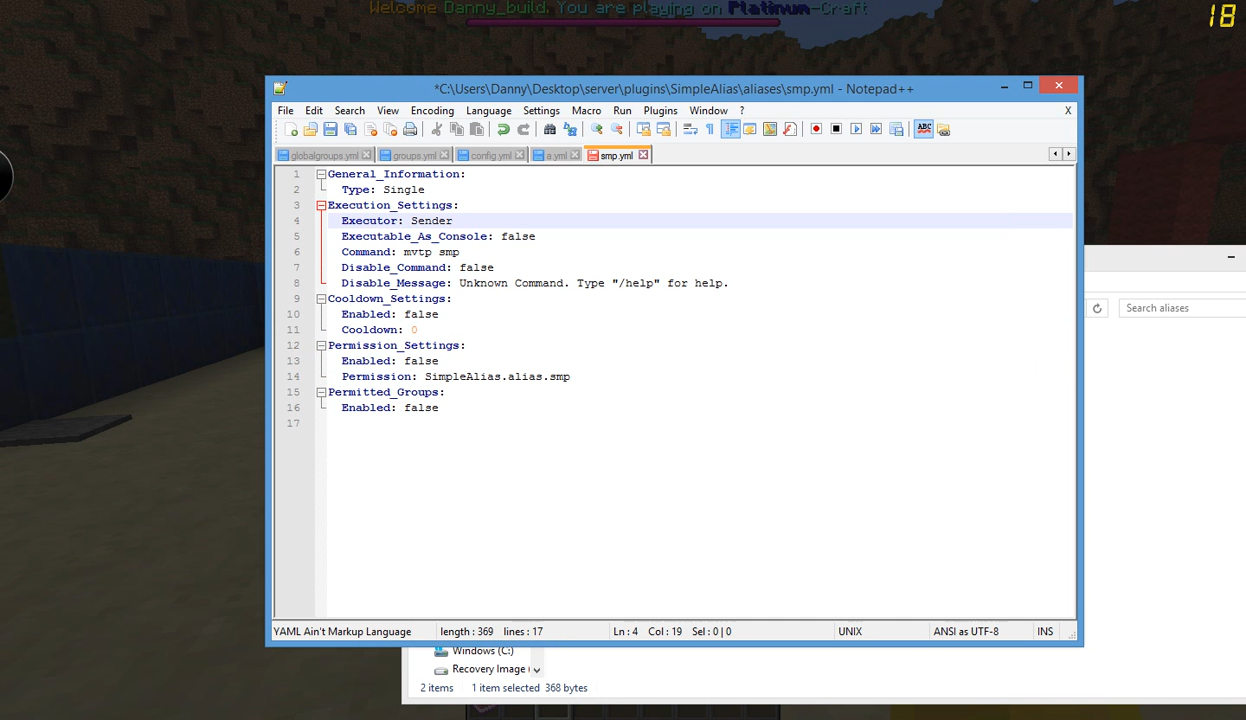 Welcome Danny_build, You are playing on Platinum-Craft
18
*C:\Users\Danny\Desktop\server\plugins\SimpleAlias\aliases\smp.yml - Notepad++
File Edit Search View Encoding Language Settings Macro Run Plugins Window ? X
globalgroups.yml groups.yml config.yml a.yml smp.yml
1 General_Information:
2 Type: Single
3 Execution_Settings:
4 Executor: Sender
5 Executable_As_Console: false
6 Command: mvtp smp
7 Disable_Command: false
8 Disable_Message: Unknown Command. Type "/help" for help.
9 Cooldown_Settings:
10 Enabled: false
11 Cooldown: 0
12 Permission_Settings:
13 Enabled: false
14 Permission: SimpleAlias.alias.smp
15 Permitted_Groups:
16 Enabled: false
17
Search aliases
YAML Ain't Markup Language length : 369 lines : 17 Ln : 4 Col : 19 Sel : 0 | 0 UNIX ANSI as UTF-8 INS
Windows (C:)
Recovery Image
2 items 1 item selected 368 bytes